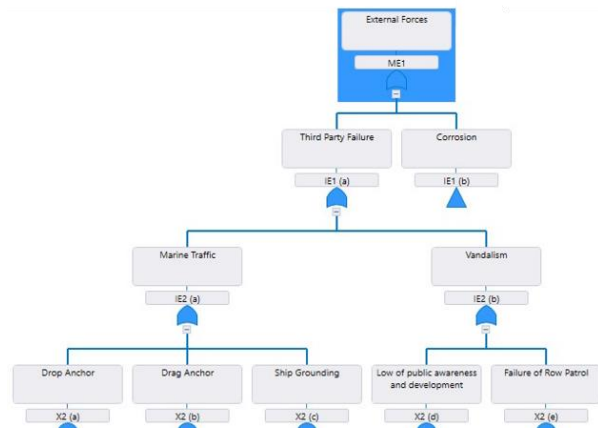 External Forces
ME1
Third Party Failure
Corrosion
IE1 (a)
IE1 (b)
Marine Traffic
Vandalism
IE2 (a)
IE2 (b)
Drop Anchor
Drag Anchor
Ship Grounding
Low of public awareness
and development
Failure of Row Patrol
X2 (a)
X2 (b)
X2 (c)
X2 (d)
X2 (e)